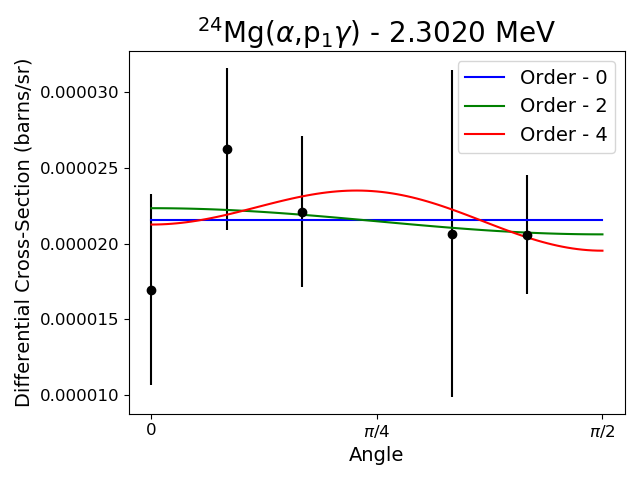 ²⁴Mg(α,p₁γ) - 2.3020 MeV
Order - 0
Order - 2
Order - 4
Differential Cross-Section (barns/sr)
0.000030
0.000025
0.000020
0.000015
0.000010
0
π/4
π/2
Angle